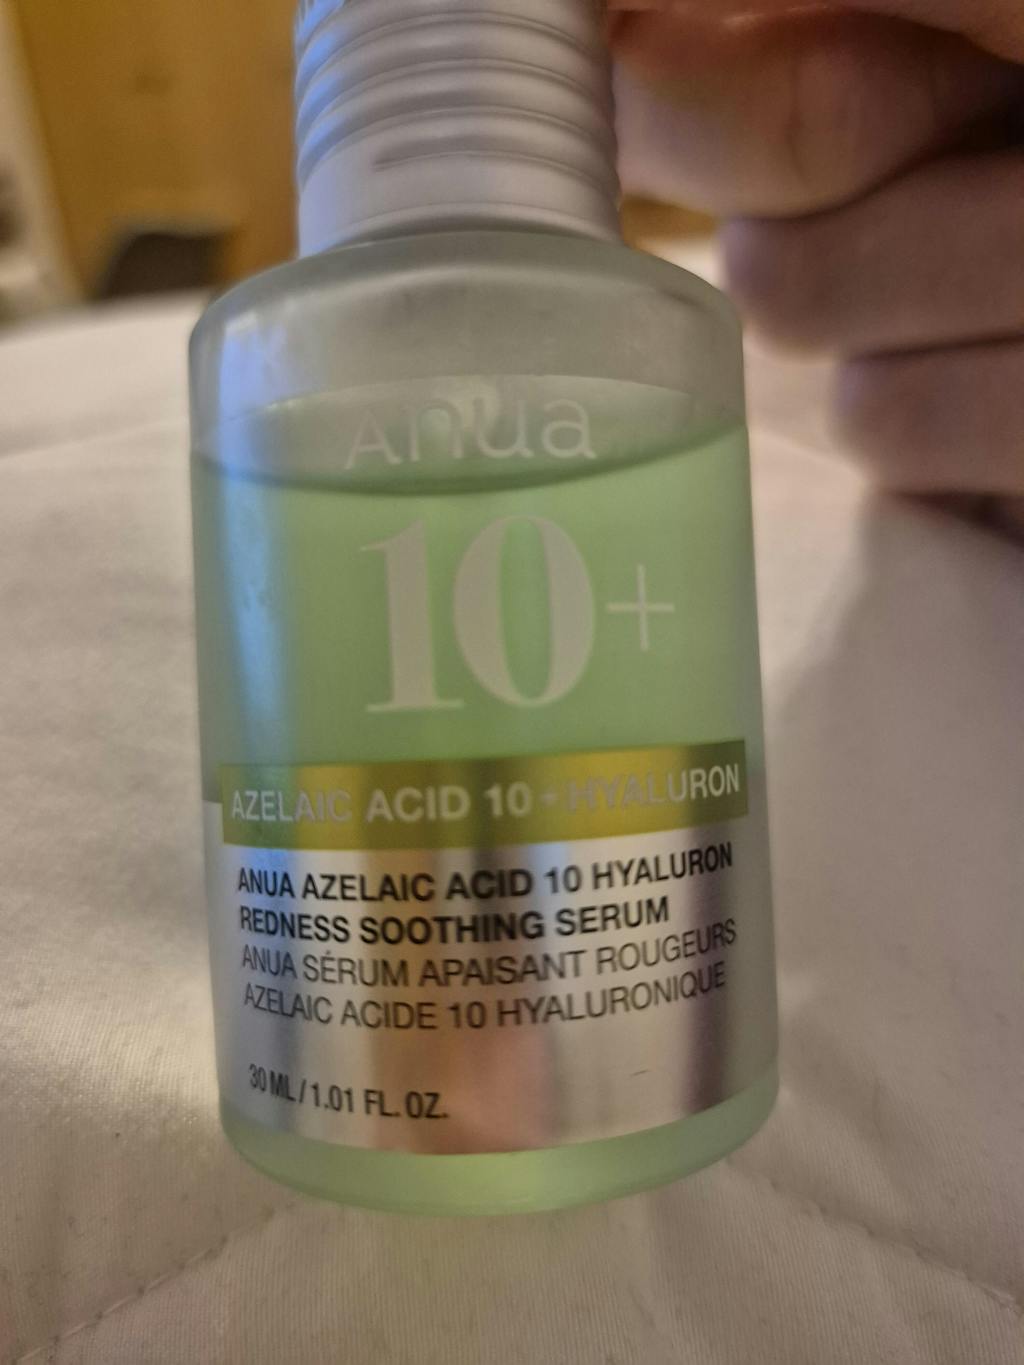 Anua
10+
AZELAIC ACID 10 + HYALURON
ANUA AZELAIC ACID 10 HYALURON
REDNESS SOOTHING SERUM
ANUA SÉRUM APAISANT ROUGEURS
AZELAIC ACIDE 10 HYALURONIQUE
30 ML / 1.01 FL. OZ.